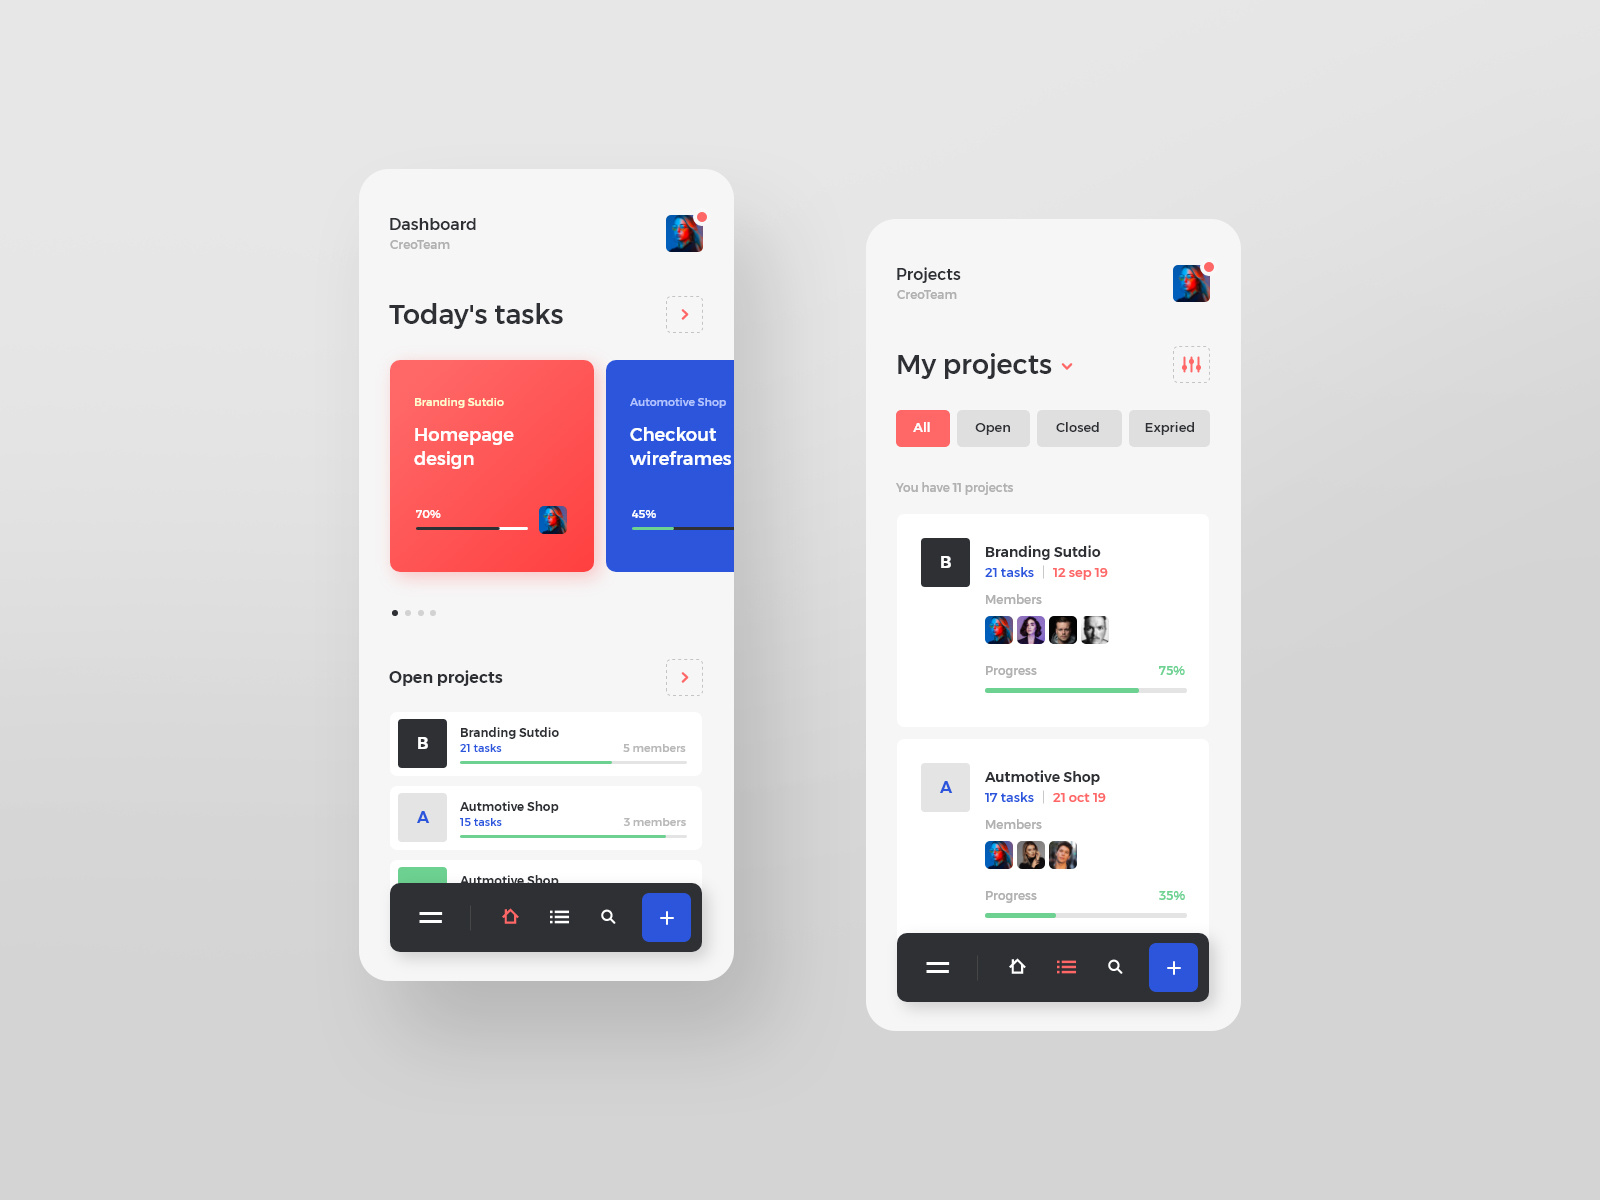 Dashboard
CreoTeam
Today's tasks
Branding Sutdio
Homepage
design
70%
Automotive Shop
Checkout
wireframes
45%
Open projects
B
Branding Sutdio
21 tasks
5 members
A
Autmotive Shop
15 tasks
3 members
Autmotive Shop
Projects
CreoTeam
My projects
All
Open
Closed
Expried
You have 11 projects
B
Branding Sutdio
21 tasks
12 sep 19
Members
Progress
75%
A
Autmotive Shop
17 tasks
21 oct 19
Members
Progress
35%